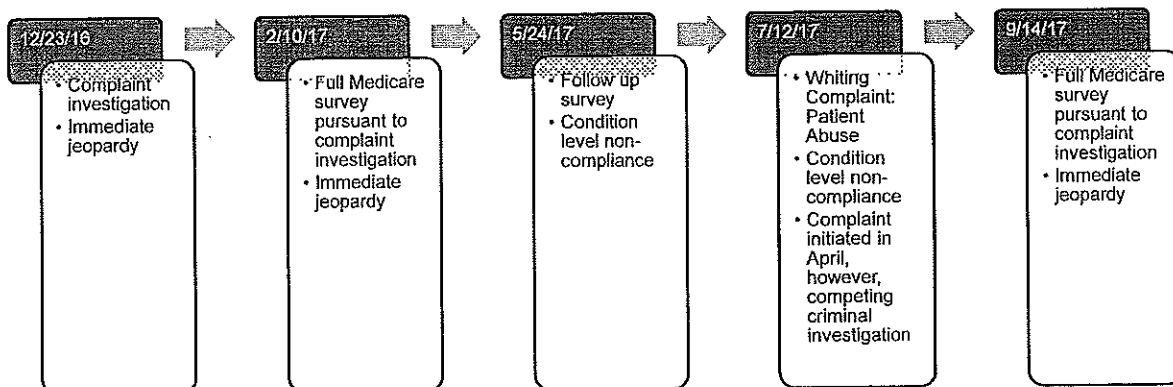 12/23/16
• Complaint
investigation
• Immediate
jeopardy
2/10/17
• Full Medicare
survey
pursuant to
complaint
investigation
• Immediate
jeopardy
5/24/17
• Follow up
survey
• Condition
level non-
compliance
7/12/17
• Whiting
Complaint:
Patient
Abuse
• Condition
level non-
compliance
• Complaint
initiated in
April,
however,
competing
criminal
investigation
9/14/17
• Full Medicare
survey
pursuant to
complaint
investigation
• Immediate
jeopardy